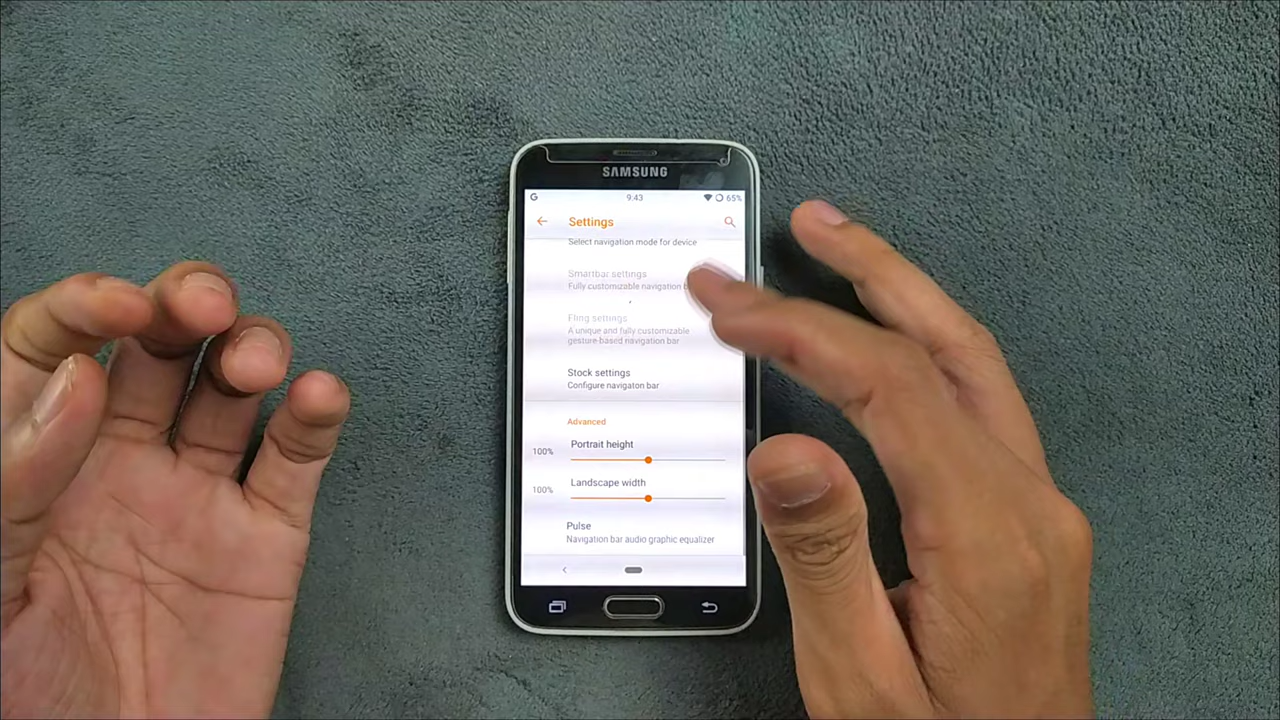 SAMSUNG
G 9:43 65%
Settings
Select navigation mode for device
Smartbar settings
Fully customizable navigation
Fling settings
A unique and fully customizable
gesture-based navigation bar
Stock settings
Configure navigaton bar
Advanced
Portrait height
100%
Landscape width
100%
Pulse
Navigation bar audio graphic equalizer